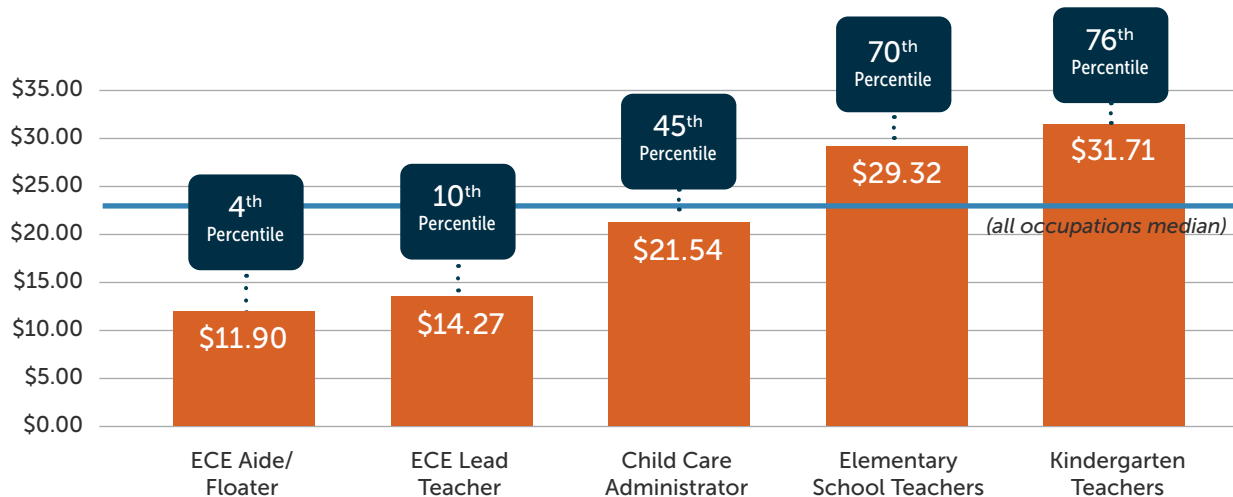 76th
Percentile
70th
Percentile
45th
Percentile
10th
Percentile
4th
Percentile
$35.00
$30.00
$25.00
$20.00
$15.00
$10.00
$5.00
$0.00
$11.90
$14.27
$21.54
$29.32
$31.71
(all occupations median)
ECE Aide/
Floater
ECE Lead
Teacher
Child Care
Administrator
Elementary
School Teachers
Kindergarten
Teachers